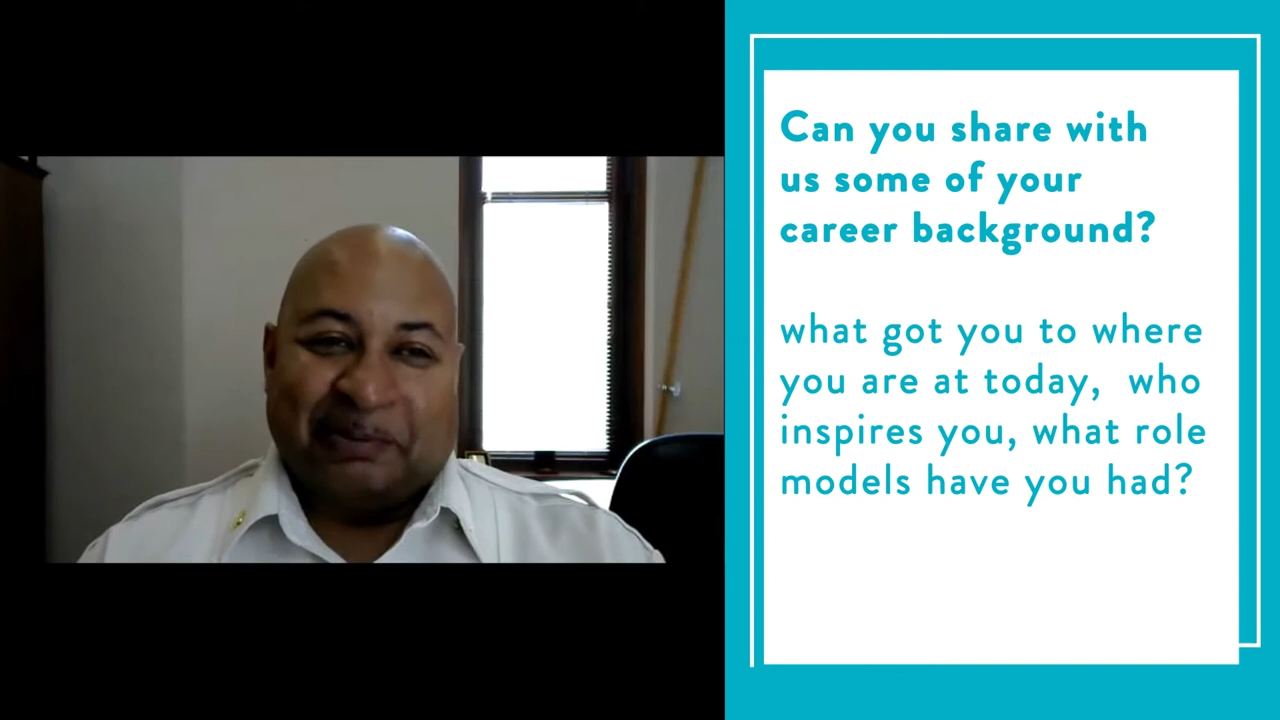 Can you share with
us some of your
career background?
what got you to where
you are at today, who
inspires you, what role
models have you had?